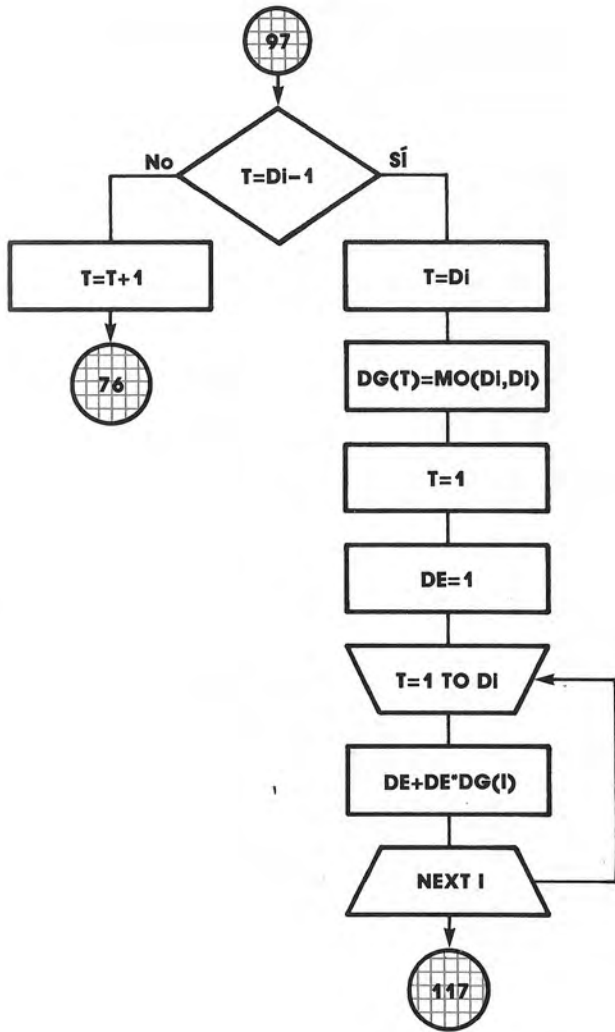 97
T=Di-1
No
SÍ
T=T+1
76
T=Di
DG(T)=MO(Di,Di)
T=1
DE=1
T=1 TO Di
DE+DE*DG(I)
NEXT I
117